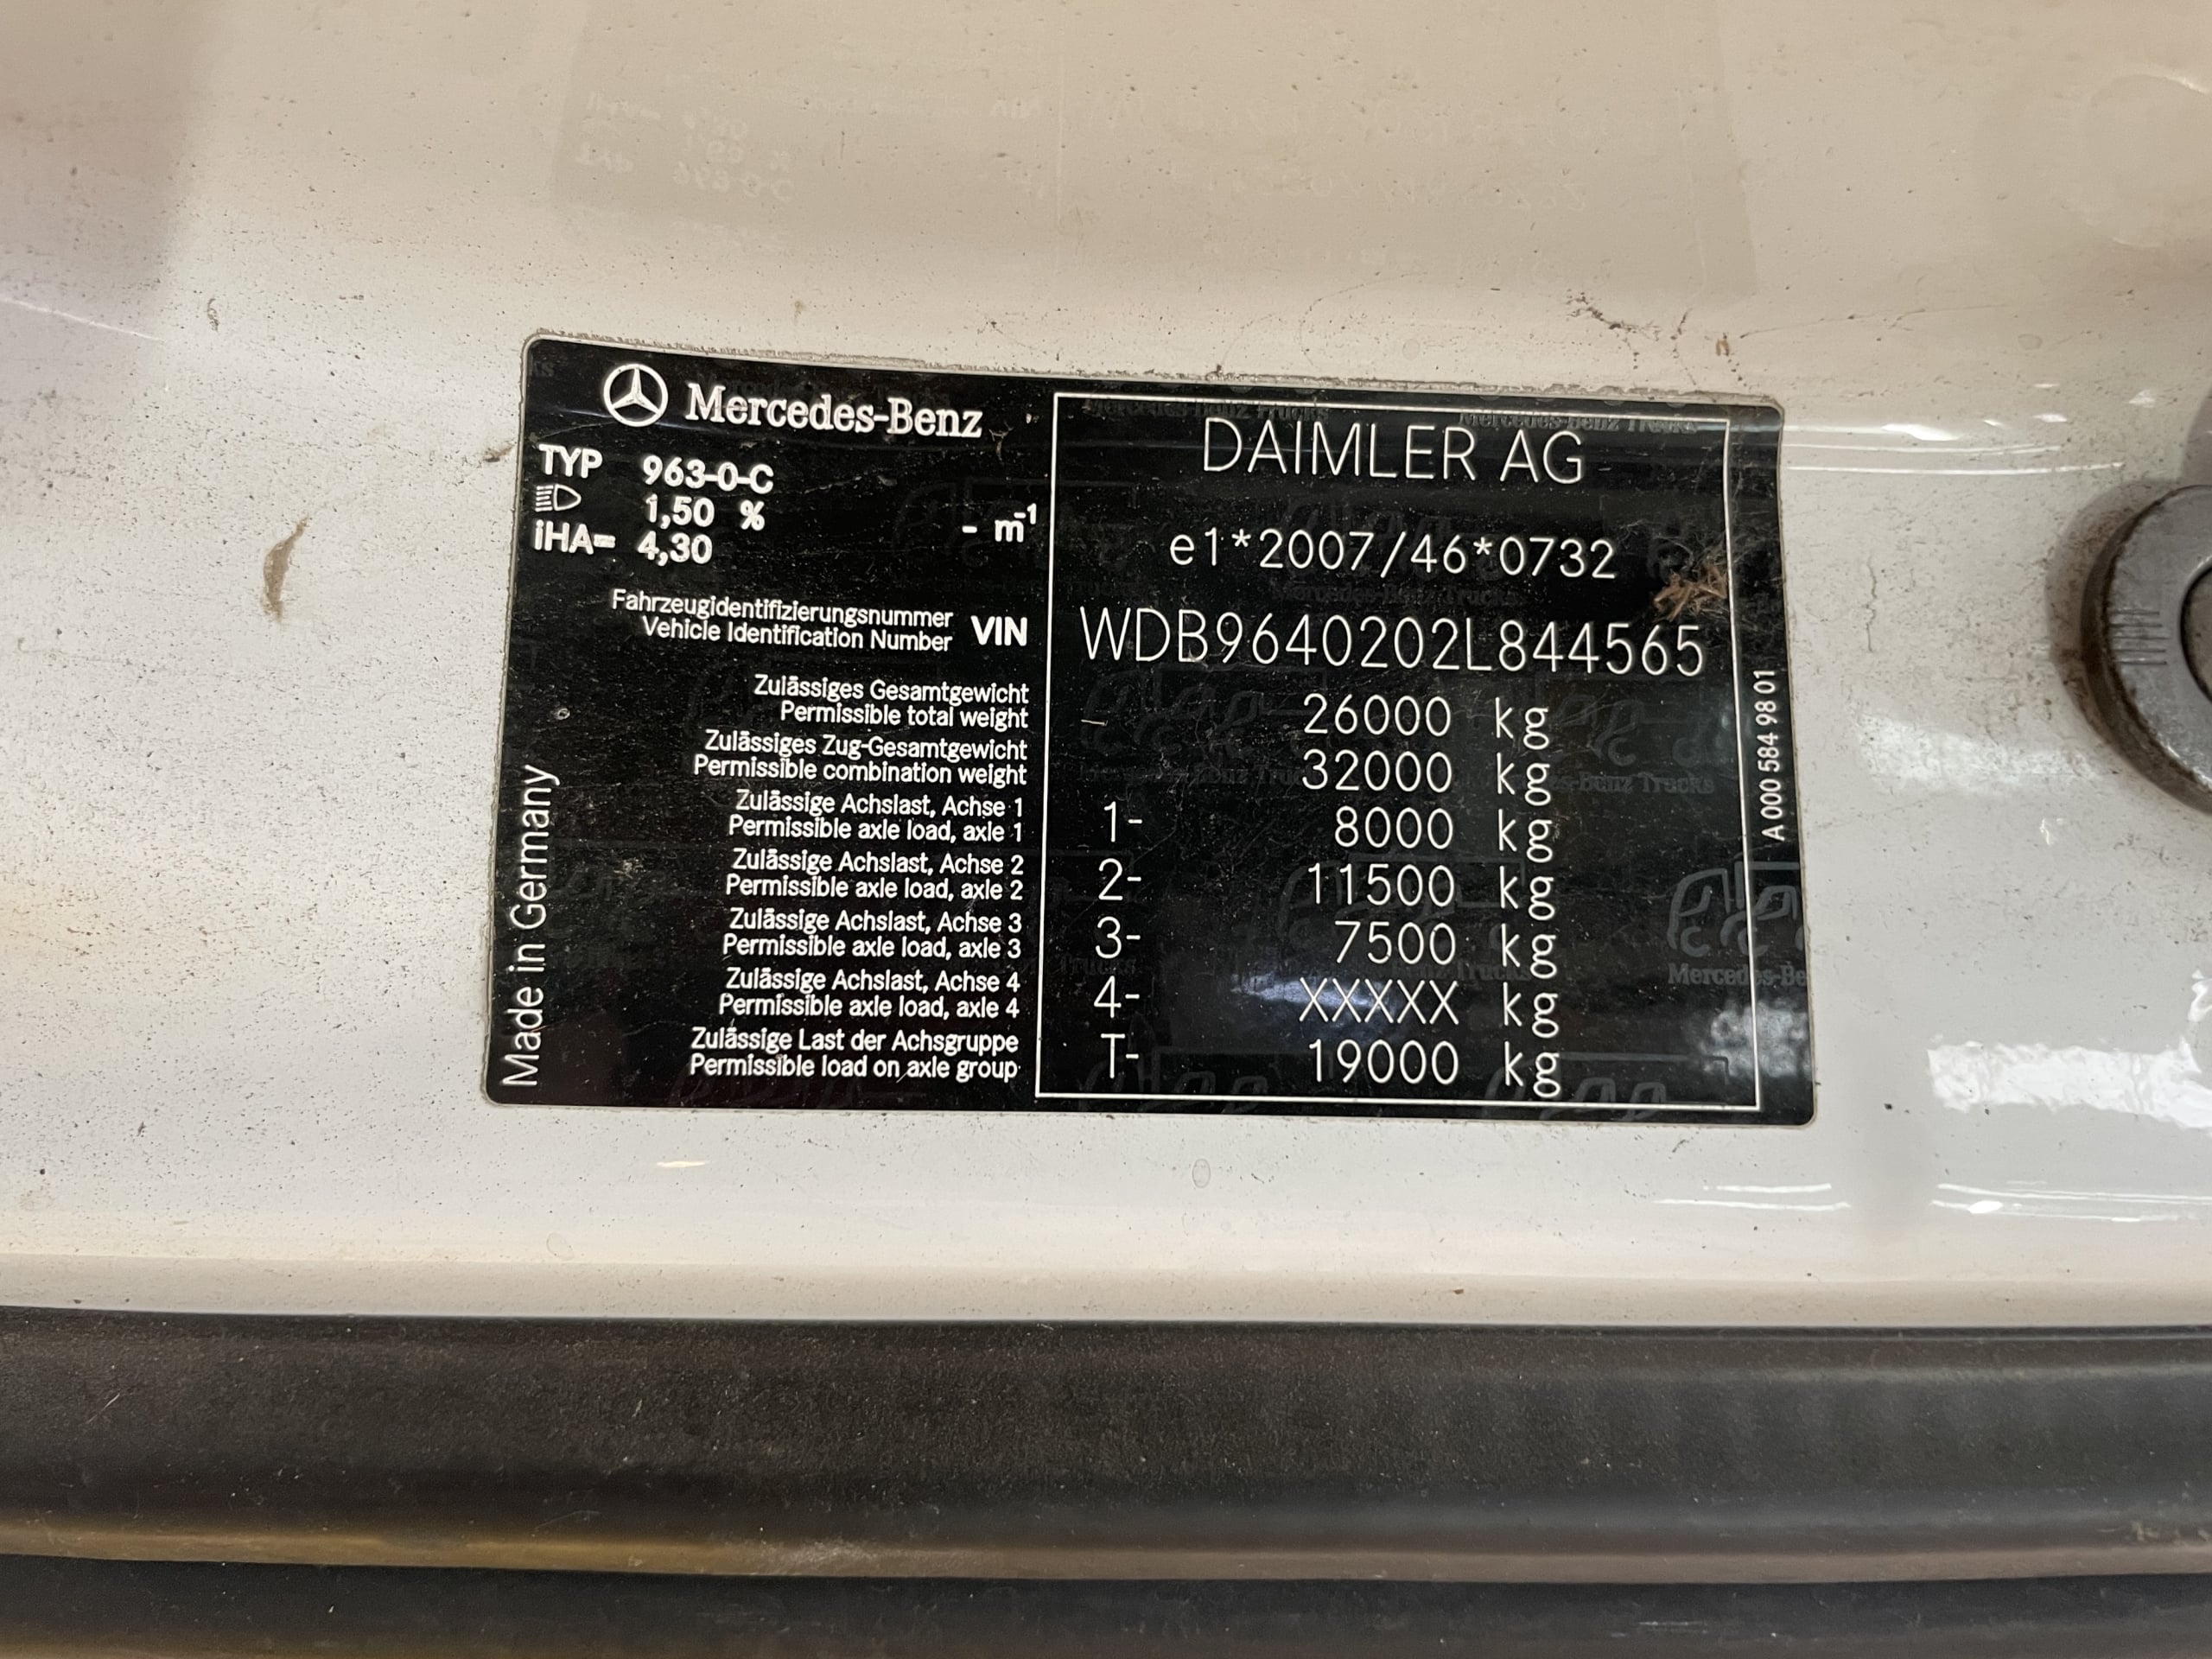 Mercedes-Benz
TYP 963-0-C
1,50 % - m-1
iHA= 4,30
DAIMLER AG
e1*2007/46*0732
Fahrzeugidentifizierungsnummer
Vehicle Identification Number VIN WDB9640202L844565
Zulässiges Gesamtgewicht
Permissible total weight 26000 kg
Zulässiges Zug-Gesamtgewicht
Permissible combination weight 32000 kg
Zulässige Achslast, Achse 1
Permissible axle load, axle 1 1- 8000 kg
Zulässige Achslast, Achse 2
Permissible axle load, axle 2 2- 11500 kg
Zulässige Achslast, Achse 3
Permissible axle load, axle 3 3- 7500 kg
Zulässige Achslast, Achse 4
Permissible axle load, axle 4 4- XXXXX kg
Zulässige Last der Achsgruppe
Permissible load on axle group T- 19000 kg
Made in Germany
A 000 584 98 01